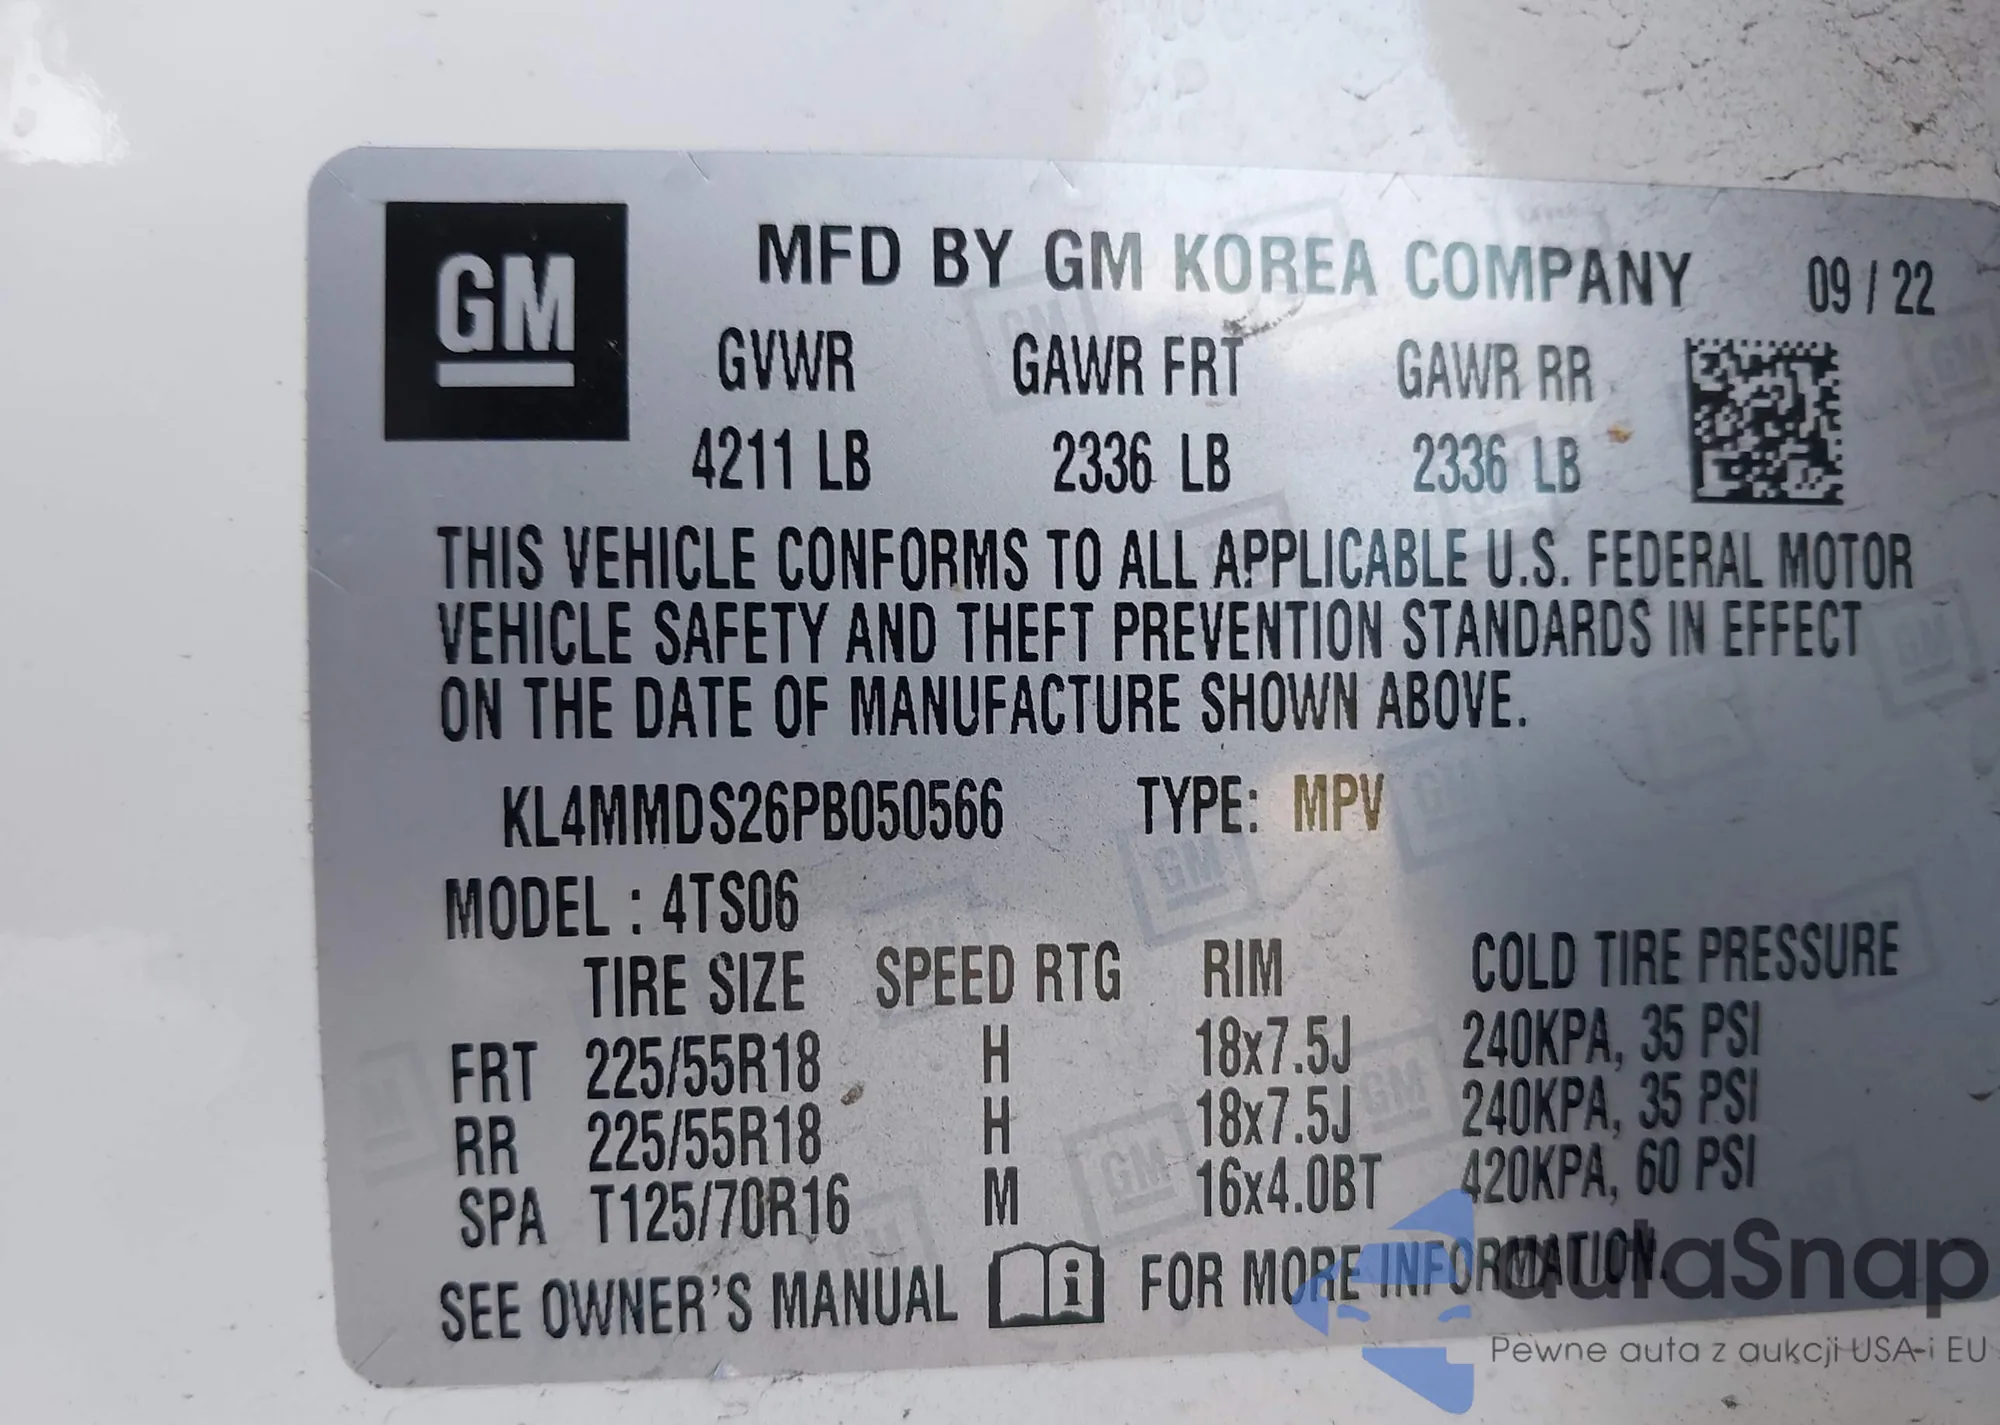 GM
MFD BY GM KOREA COMPANY 09 / 22
GVWR GAWR FRT GAWR RR
4211 LB 2336 LB 2336 LB
THIS VEHICLE CONFORMS TO ALL APPLICABLE U.S. FEDERAL MOTOR
VEHICLE SAFETY AND THEFT PREVENTION STANDARDS IN EFFECT
ON THE DATE OF MANUFACTURE SHOWN ABOVE.
KL4MMDS26PB050566 TYPE: MPV
MODEL : 4TS06
TIRE SIZE SPEED RTG RIM COLD TIRE PRESSURE
FRT 225/55R18 H 18x7.5J 240KPA, 35 PSI
RR 225/55R18 H 18x7.5J 240KPA, 35 PSI
SPA T125/70R16 M 16x4.0BT 420KPA, 60 PSI
SEE OWNER'S MANUAL i FOR MORE INFORMATION.
autaSnap
Pewne auta z aukcji USA i EU